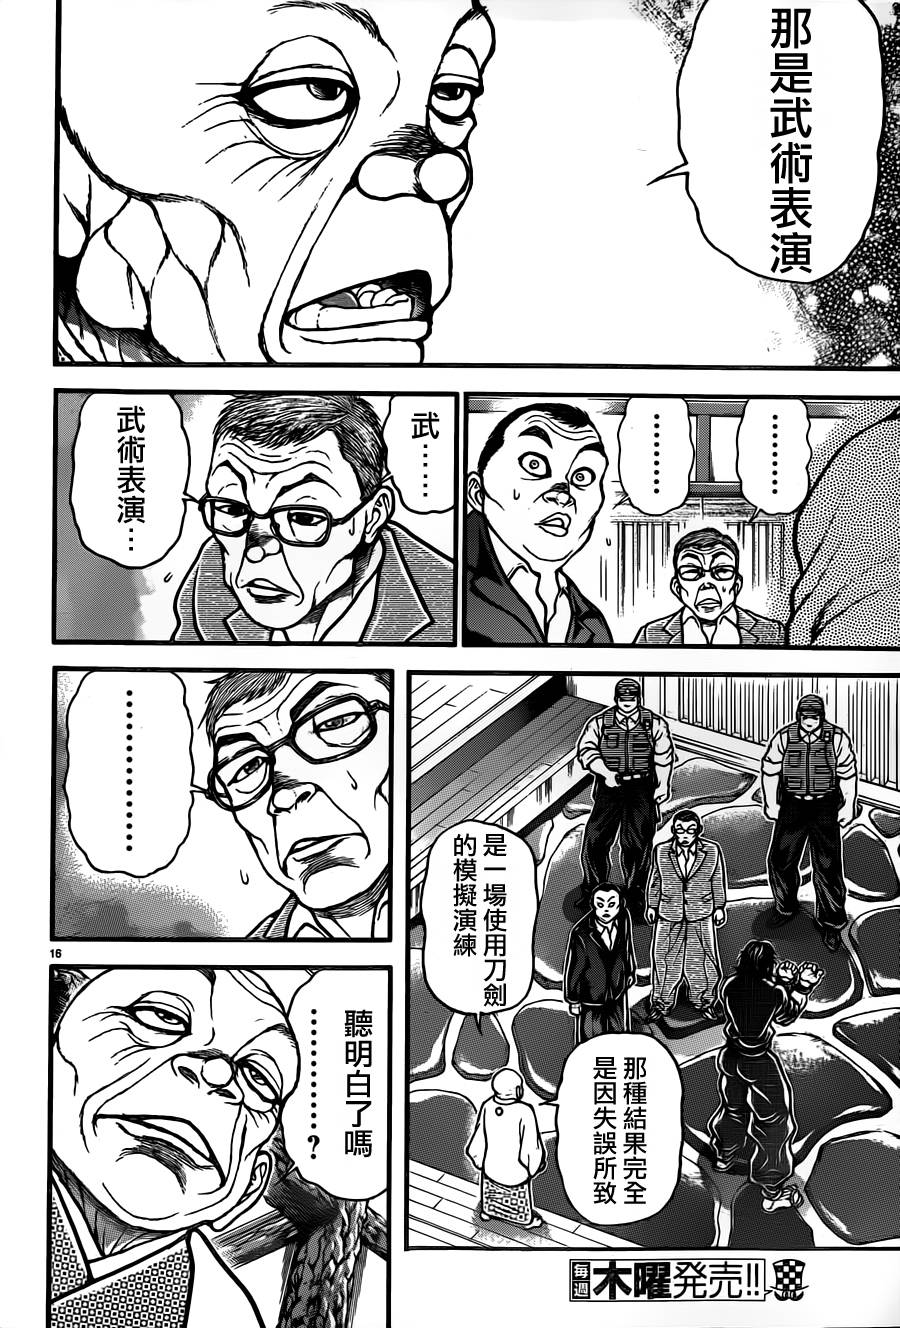 那是武術表演
⋯⋯
⋯⋯
武⋯
武術表演⋯
是一場使用刀劍
的模擬演練
那種結果完全
是因失誤所致
⋯⋯⋯⋯
聽明白了嗎
⋯⋯⋯?
16
毎週木曜発売!!